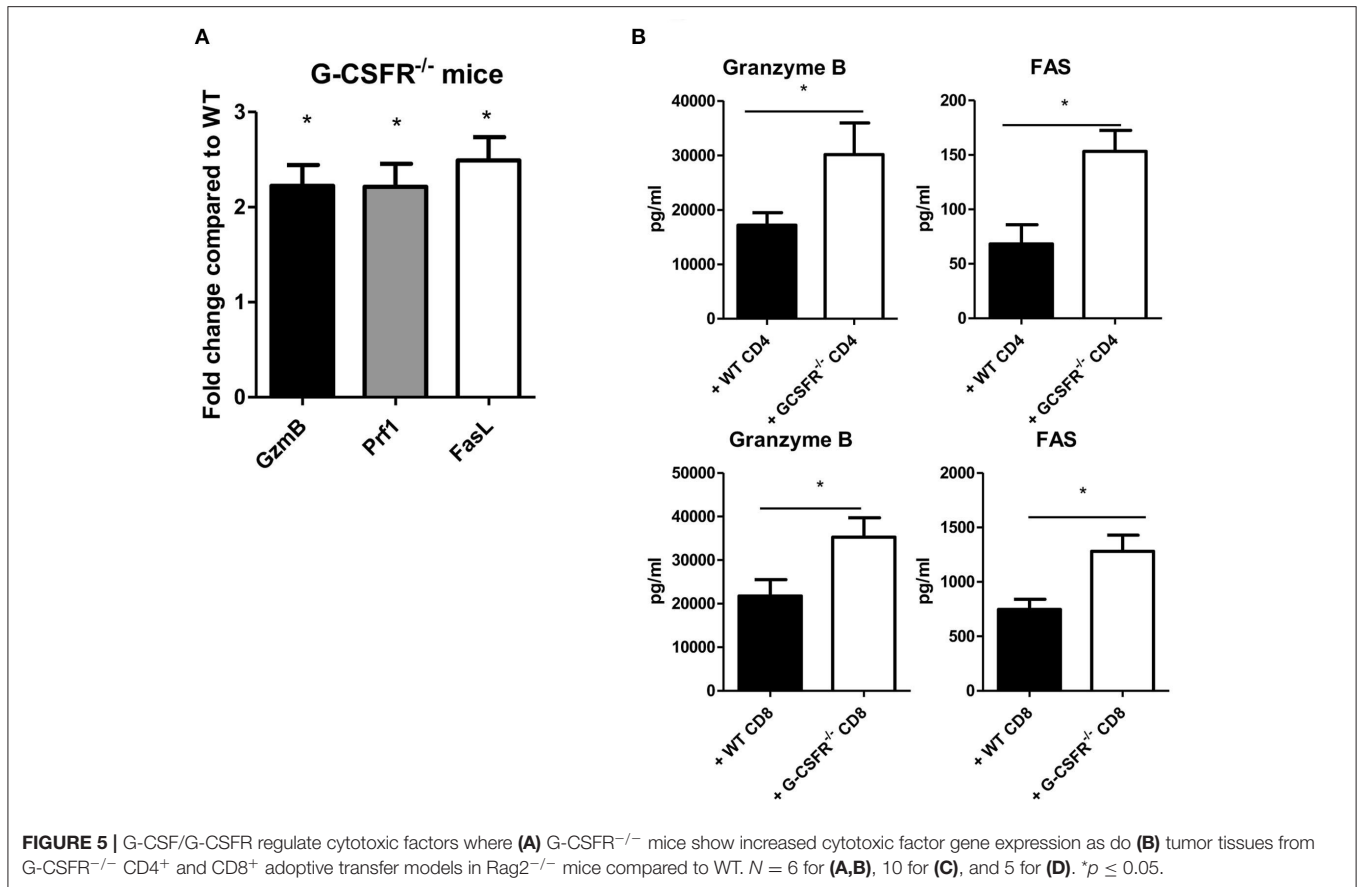 A
G-CSFR-/- mice
Fold change compared to WT
3
2
1
0
*
*
*
GzmB
Prf1
FasL
B
Granzyme B
pg/ml
40000
30000
20000
10000
0
*
+ WT CD4
+ GCSFR-/- CD4
FAS
pg/ml
200
150
100
50
0
*
+ WT CD4
+ GCSFR-/- CD4
Granzyme B
pg/ml
50000
40000
30000
20000
10000
0
*
+ WT CD8
+ G-CSFR-/- CD8
FAS
pg/ml
2000
1500
1000
500
0
*
+ WT CD8
+ G-CSFR-/- CD8
FIGURE 5 | G-CSF/G-CSFR regulate cytotoxic factors where (A) G-CSFR−/− mice show increased cytotoxic factor gene expression as do (B) tumor tissues from
G-CSFR−/− CD4+ and CD8+ adoptive transfer models in Rag2−/− mice compared to WT. N = 6 for (A,B), 10 for (C), and 5 for (D). *p ≤ 0.05.